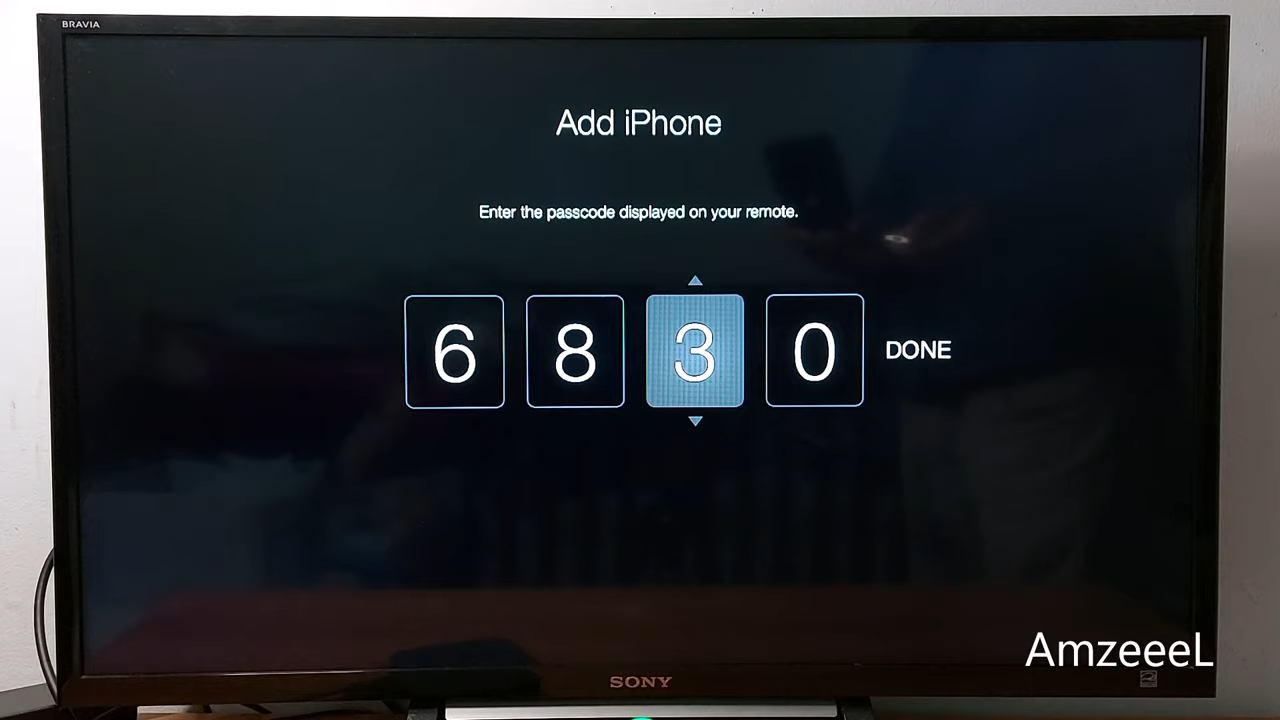 BRAVIA
Add iPhone
Enter the passcode displayed on your remote.
6 8 3 0 DONE
AmzeeeL
SONY